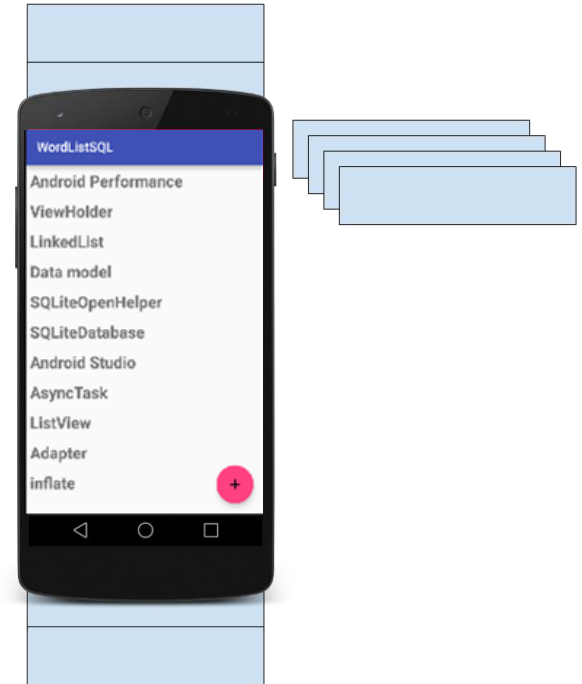 WordListSQL
Android Performance
ViewHolder
LinkedList
Data model
SQLiteOpenHelper
SQLiteDatabase
Android Studio
AsyncTask
ListView
Adapter
inflate
+